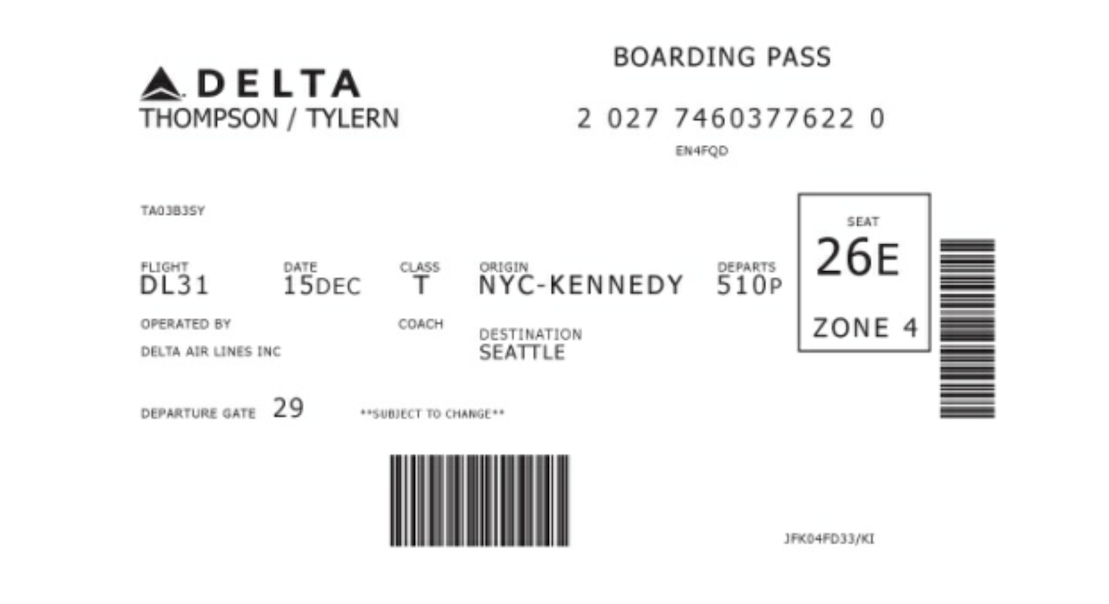 BOARDING PASS
DELTA
THOMPSON / TYLERN
2 027 7460377622 0
EN4FQD
TA03B3SY
SEAT
26E
ZONE 4
FLIGHT DATE CLASS ORIGIN DEPARTS
DL31 15DEC T NYC-KENNEDY 510P
OPERATED BY COACH
DESTINATION
DELTA AIR LINES INC SEATTLE
DEPARTURE GATE 29 **SUBJECT TO CHANGE**
JFK04FD33/KI